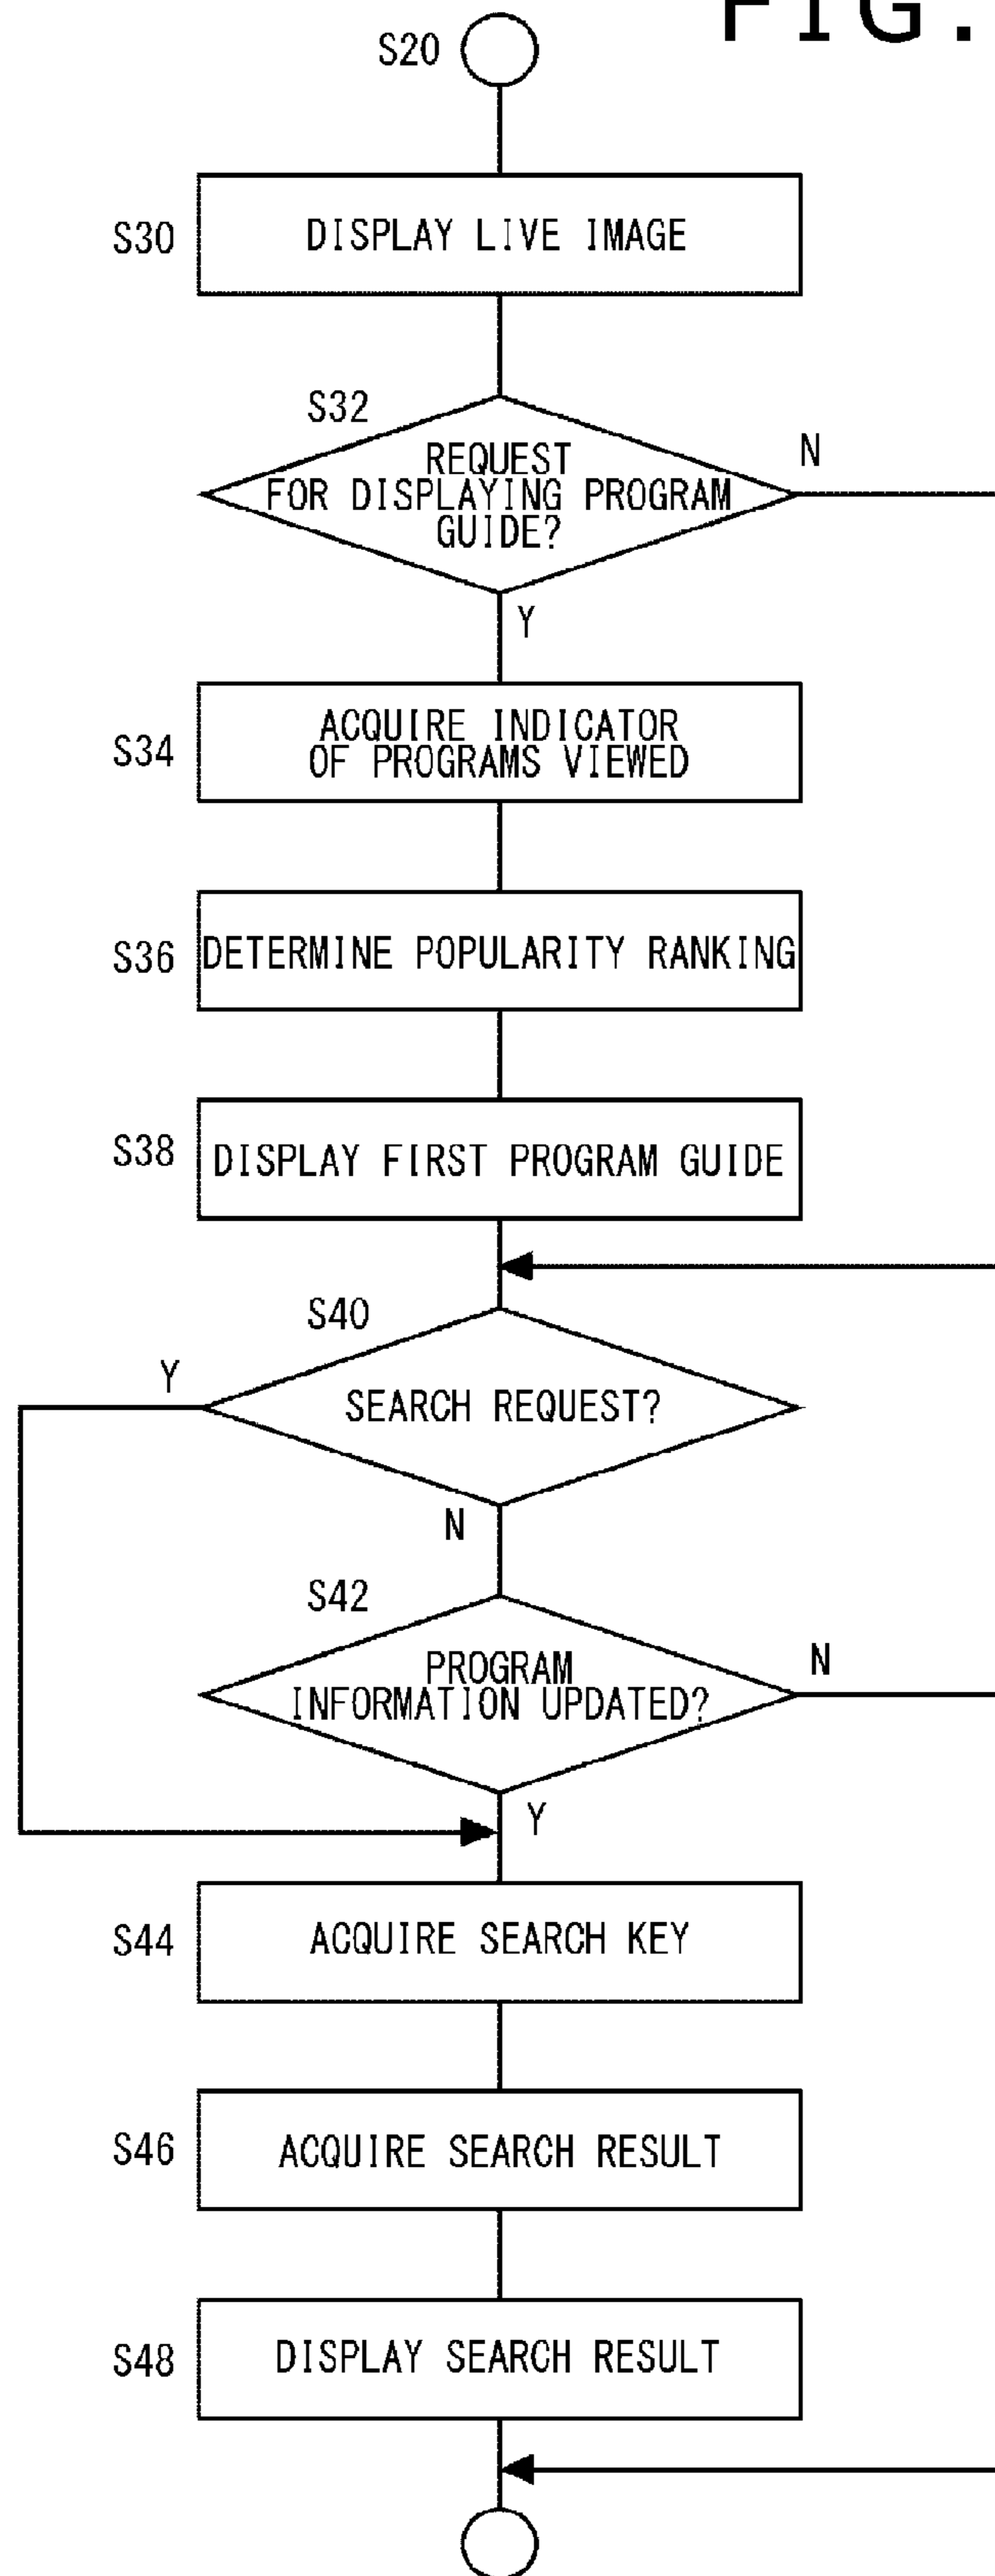 FIG.
S20
S30
DISPLAY LIVE IMAGE
S32
REQUEST
FOR DISPLAYING PROGRAM
GUIDE?
N
Y
S34
ACQUIRE INDICATOR
OF PROGRAMS VIEWED
S36
DETERMINE POPULARITY RANKING
S38
DISPLAY FIRST PROGRAM GUIDE
S40
Y
SEARCH REQUEST?
N
S42
PROGRAM
INFORMATION UPDATED?
N
Y
S44
ACQUIRE SEARCH KEY
S46
ACQUIRE SEARCH RESULT
S48
DISPLAY SEARCH RESULT